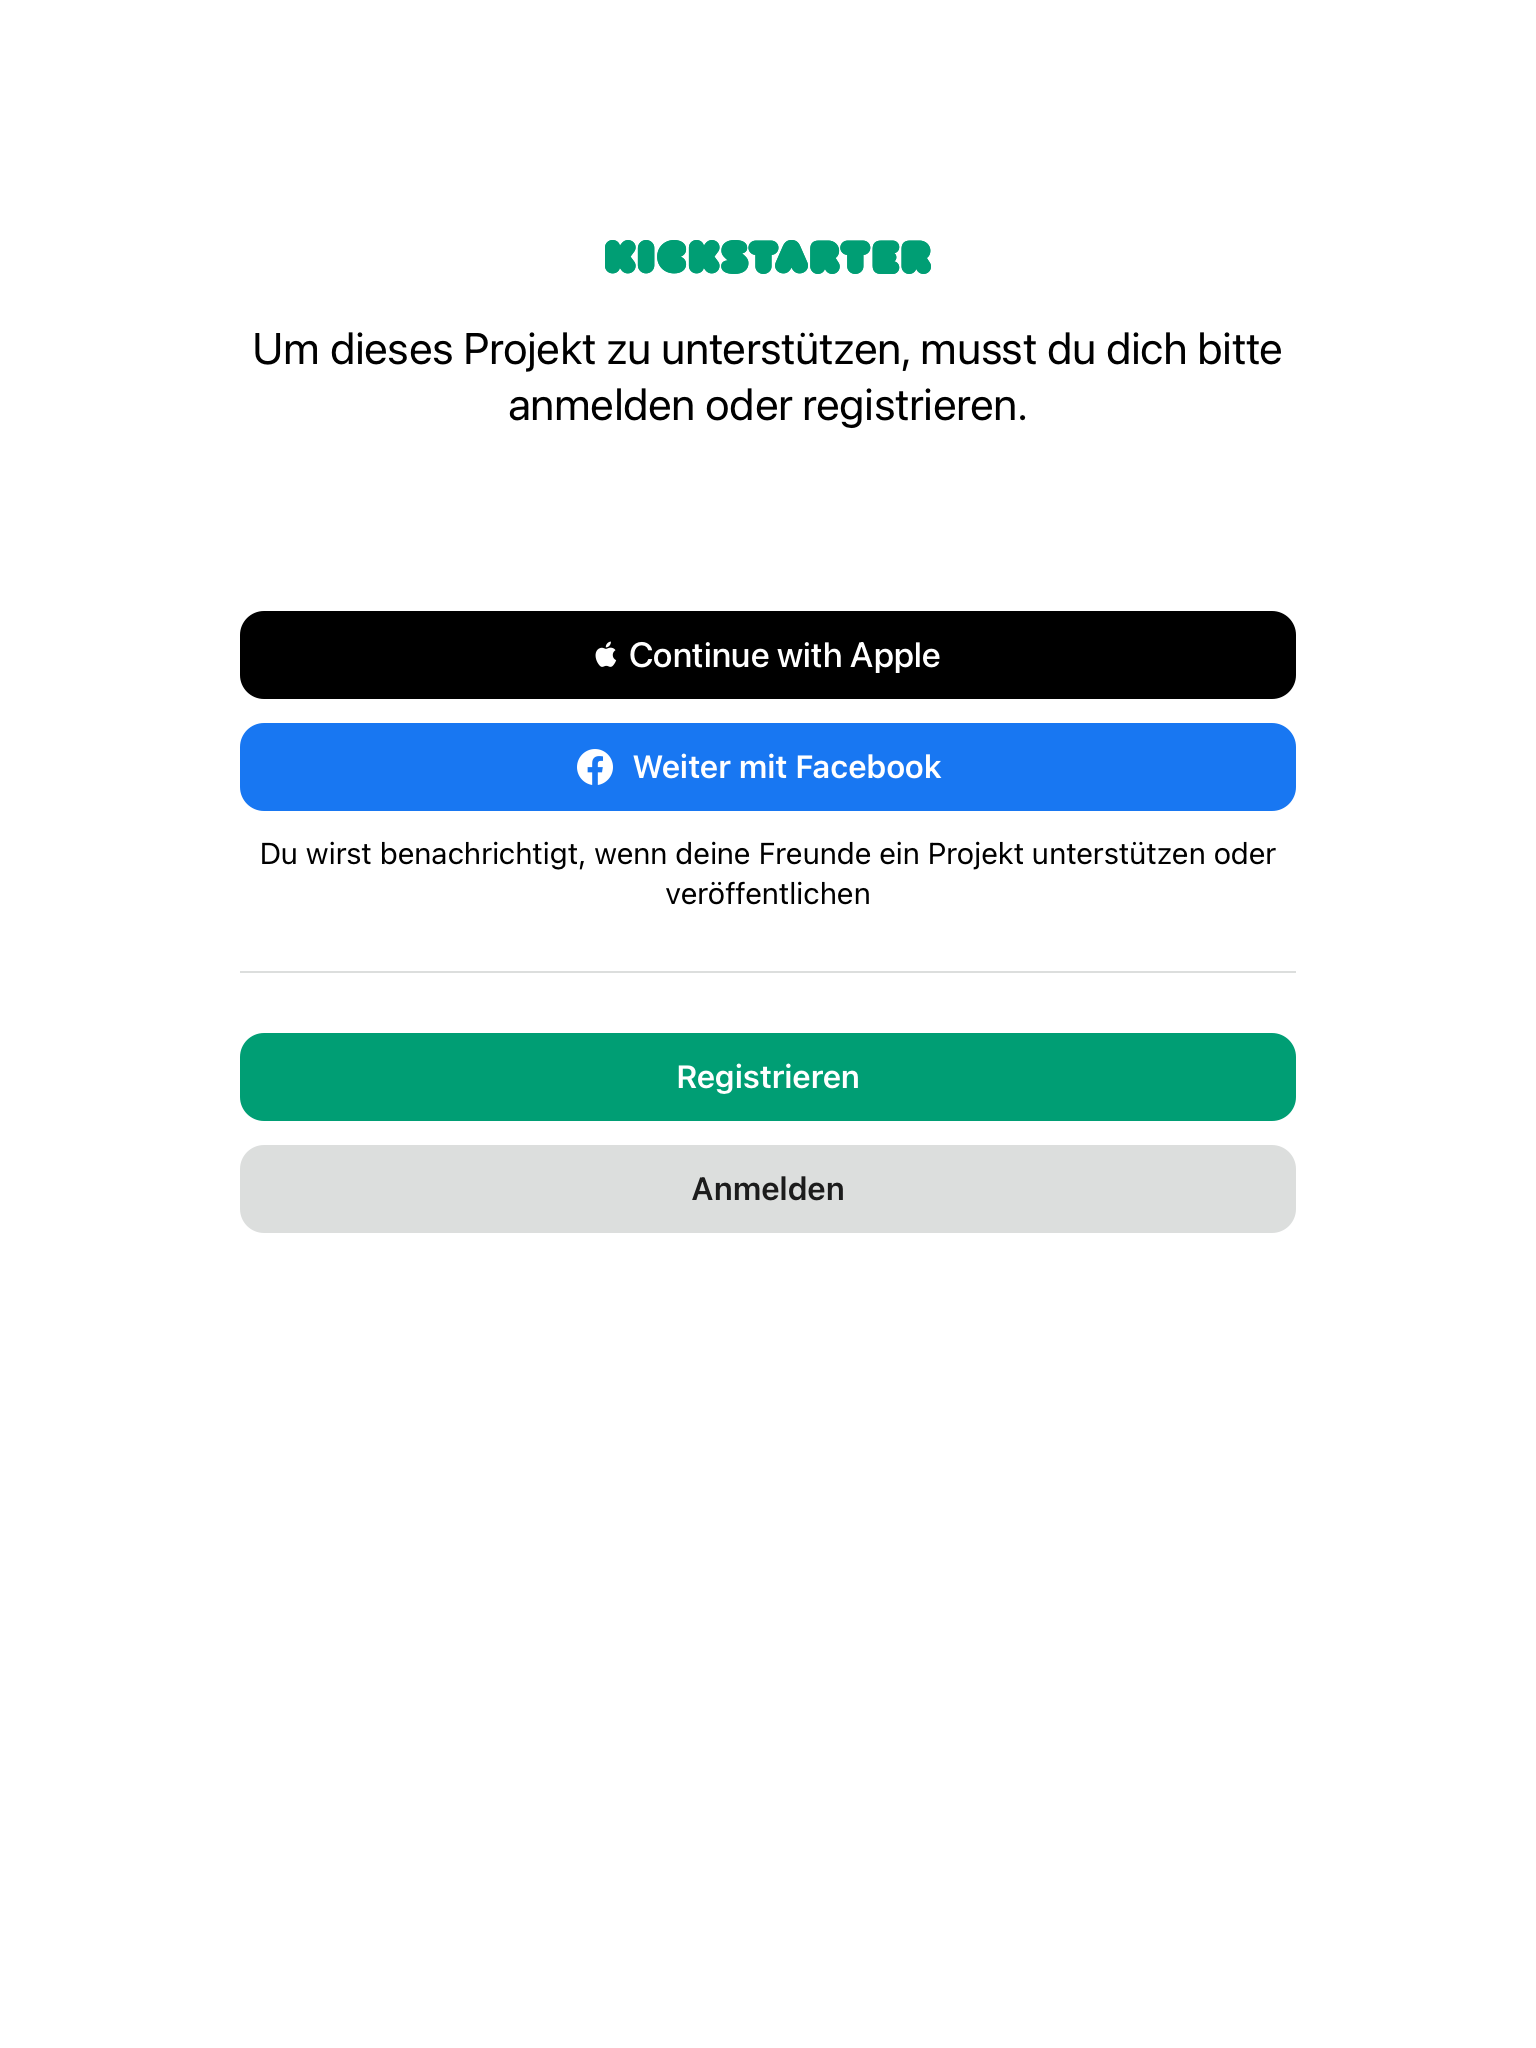 KICKSTARTER
Um dieses Projekt zu unterstützen, musst du dich bitte
anmelden oder registrieren.
Continue with Apple
Weiter mit Facebook
Du wirst benachrichtigt, wenn deine Freunde ein Projekt unterstützen oder
veröffentlichen
Registrieren
Anmelden